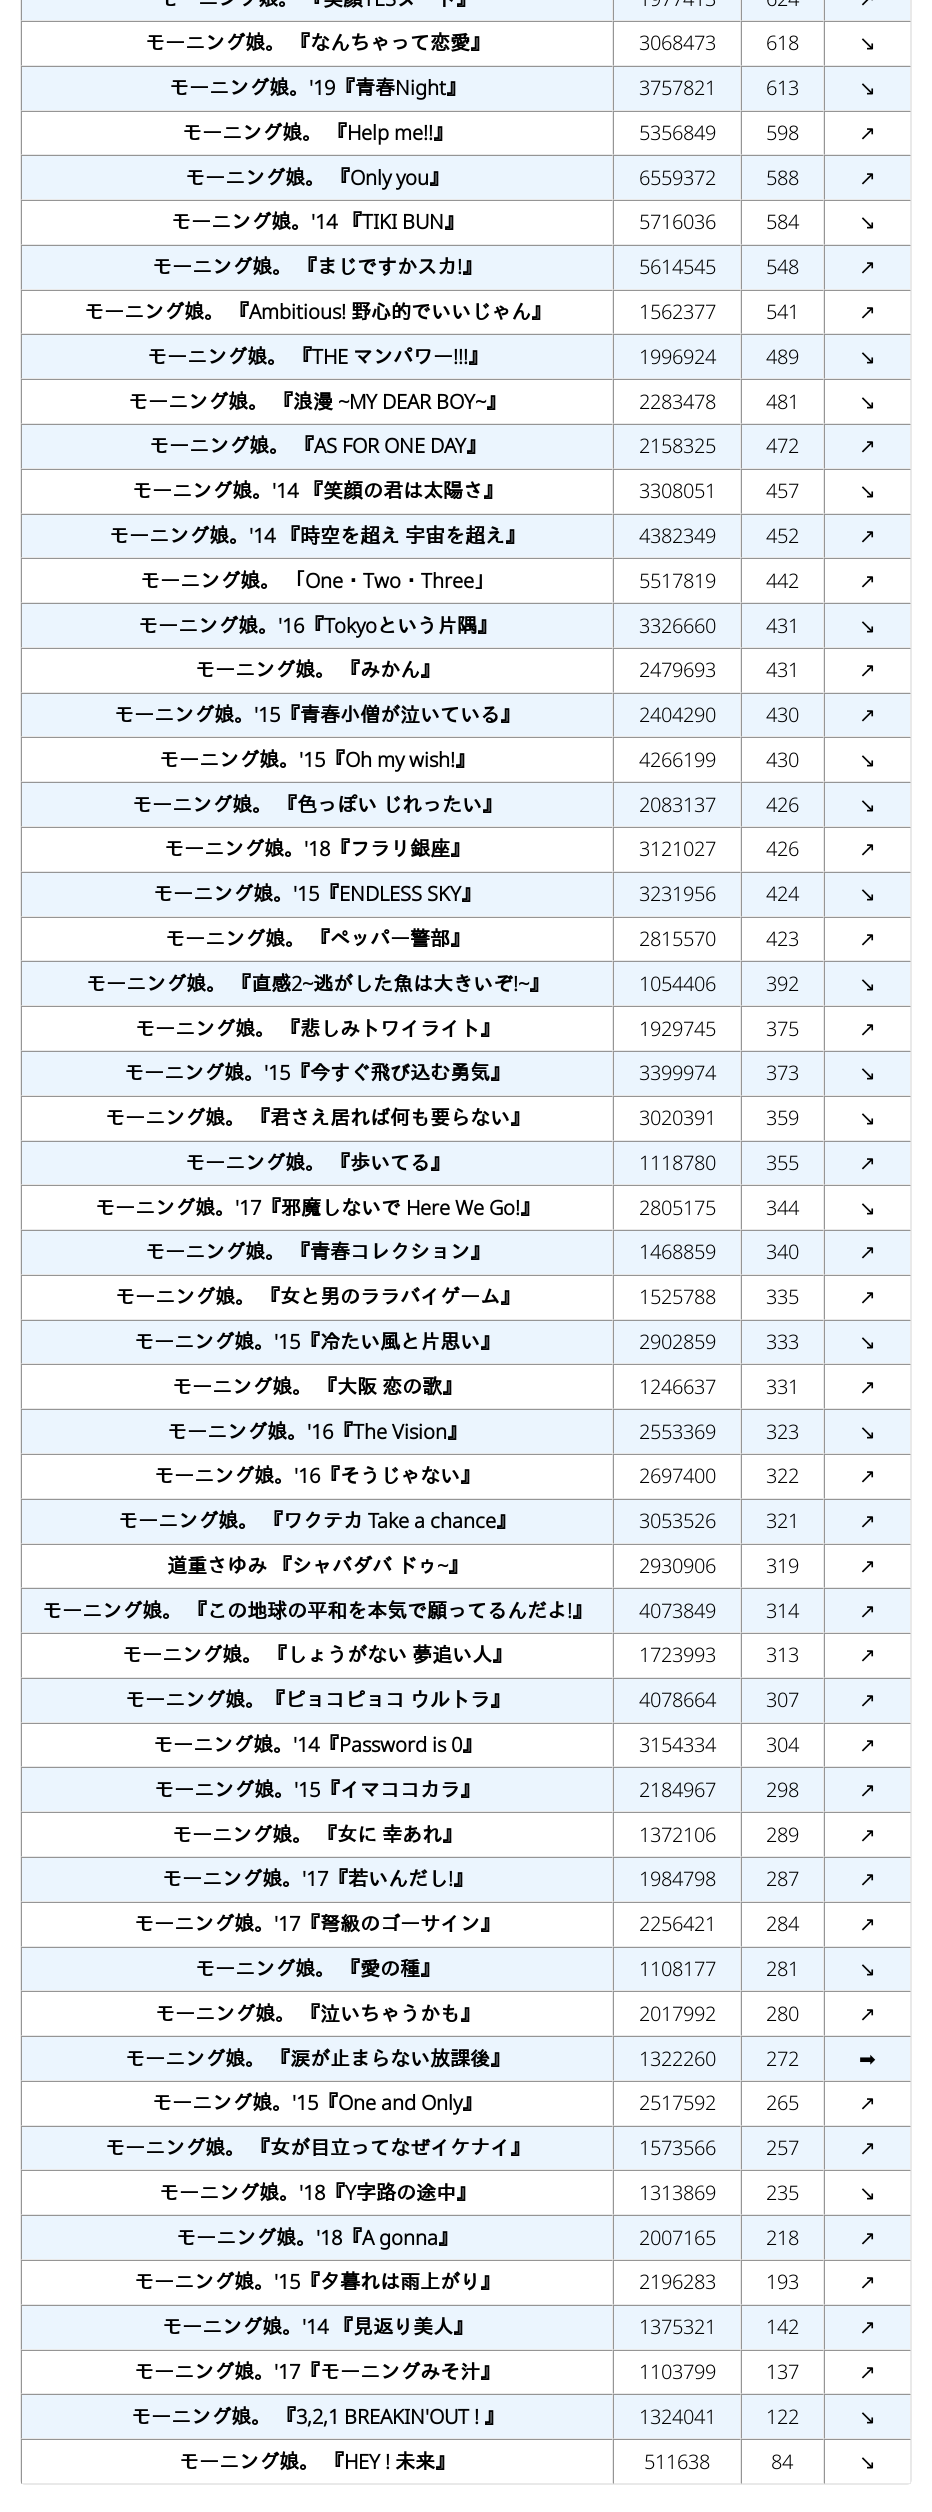 モーニング娘。 『なんちゃって恋愛』 3068473 618 ↘
モーニング娘。'19『青春Night』 3757821 613 ↘
モーニング娘。 『Help me!!』 5356849 598 ↗
モーニング娘。 『Only you』 6559372 588 ↗
モーニング娘。'14 『TIKI BUN』 5716036 584 ↘
モーニング娘。 『まじですかスカ!』 5614545 548 ↗
モーニング娘。 『Ambitious! 野心的でいいじゃん』 1562377 541 ↗
モーニング娘。 『THE マンパワー!!!』 1996924 489 ↘
モーニング娘。 『浪漫 ~MY DEAR BOY~』 2283478 481 ↘
モーニング娘。 『AS FOR ONE DAY』 2158325 472 ↗
モーニング娘。'14 『笑顔の君は太陽さ』 3308051 457 ↘
モーニング娘。'14 『時空を超え 宇宙を超え』 4382349 452 ↗
モーニング娘。 「One・Two・Three」 5517819 442 ↗
モーニング娘。'16『Tokyoという片隅』 3326660 431 ↘
モーニング娘。 『みかん』 2479693 431 ↗
モーニング娘。'15『青春小僧が泣いている』 2404290 430 ↗
モーニング娘。'15『Oh my wish!』 4266199 430 ↘
モーニング娘。 『色っぽい じれったい』 2083137 426 ↘
モーニング娘。'18『フラリ銀座』 3121027 426 ↗
モーニング娘。'15『ENDLESS SKY』 3231956 424 ↘
モーニング娘。 『ペッパー警部』 2815570 423 ↗
モーニング娘。 『直感2~逃がした魚は大きいぞ!~』 1054406 392 ↘
モーニング娘。 『悲しみトワイライト』 1929745 375 ↗
モーニング娘。'15『今すぐ飛び込む勇気』 3399974 373 ↘
モーニング娘。 『君さえ居れば何も要らない』 3020391 359 ↘
モーニング娘。 『歩いてる』 1118780 355 ↗
モーニング娘。'17『邪魔しないで Here We Go!』 2805175 344 ↘
モーニング娘。 『青春コレクション』 1468859 340 ↗
モーニング娘。 『女と男のララバイゲーム』 1525788 335 ↗
モーニング娘。'15『冷たい風と片思い』 2902859 333 ↘
モーニング娘。 『大阪 恋の歌』 1246637 331 ↗
モーニング娘。'16『The Vision』 2553369 323 ↘
モーニング娘。'16『そうじゃない』 2697400 322 ↗
モーニング娘。 『ワクテカ Take a chance』 3053526 321 ↗
道重さゆみ 『シャバダバ ドゥ~』 2930906 319 ↗
モーニング娘。 『この地球の平和を本気で願ってるんだよ!』 4073849 314 ↗
モーニング娘。 『しょうがない 夢追い人』 1723993 313 ↗
モーニング娘。『ピョコピョコ ウルトラ』 4078664 307 ↗
モーニング娘。'14『Password is 0』 3154334 304 ↗
モーニング娘。'15『イマココカラ』 2184967 298 ↗
モーニング娘。 『女に 幸あれ』 1372106 289 ↗
モーニング娘。'17『若いんだし!』 1984798 287 ↗
モーニング娘。'17『弩級のゴーサイン』 2256421 284 ↗
モーニング娘。 『愛の種』 1108177 281 ↘
モーニング娘。 『泣いちゃうかも』 2017992 280 ↗
モーニング娘。 『涙が止まらない放課後』 1322260 272 ➡
モーニング娘。'15『One and Only』 2517592 265 ↗
モーニング娘。 『女が目立ってなぜイケナイ』 1573566 257 ↗
モーニング娘。'18『Y字路の途中』 1313869 235 ↘
モーニング娘。'18『A gonna』 2007165 218 ↗
モーニング娘。'15『夕暮れは雨上がり』 2196283 193 ↗
モーニング娘。'14 『見返り美人』 1375321 142 ↗
モーニング娘。'17『モーニングみそ汁』 1103799 137 ↗
モーニング娘。 『3,2,1 BREAKIN'OUT ! 』 1324041 122 ↘
モーニング娘。 『HEY ! 未来』 511638 84 ↘